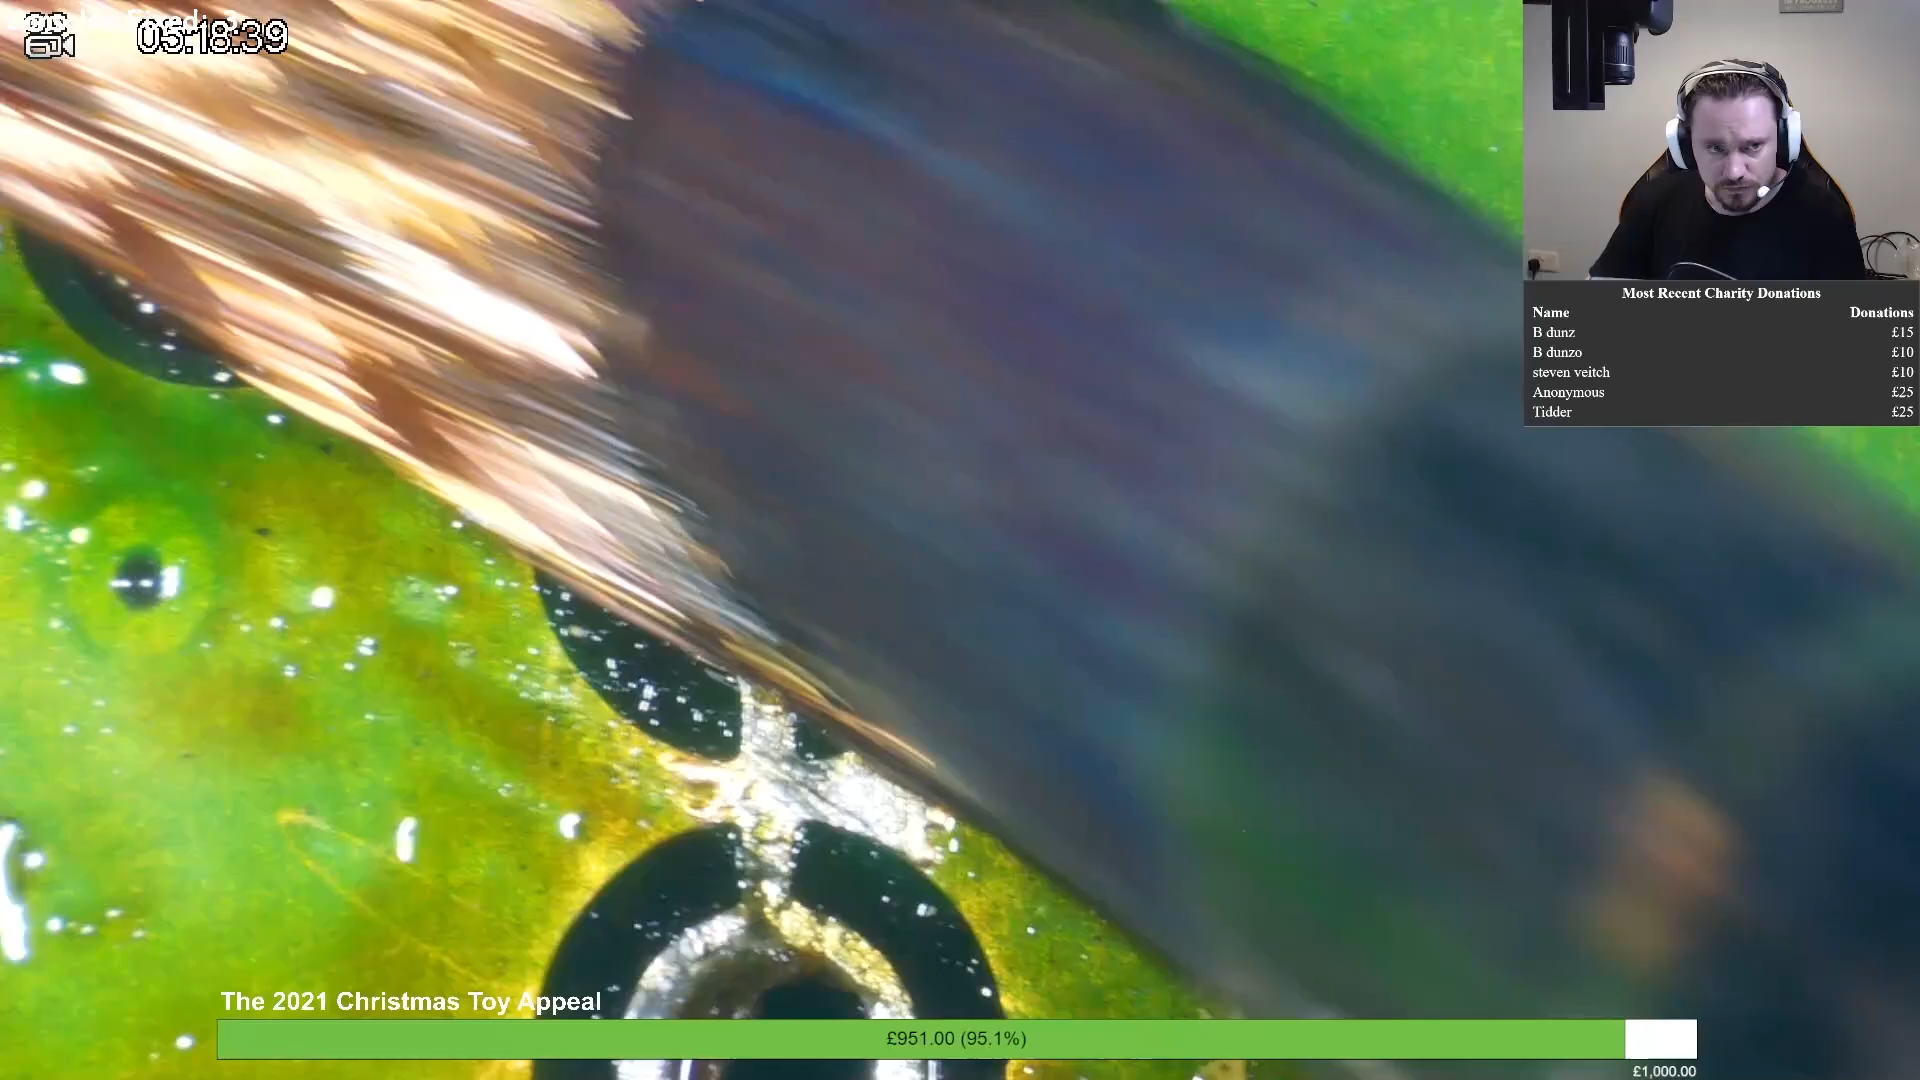 05:18:39
Most Recent Charity Donations
Name Donations
B dunz £15
B dunzo £10
steven veitch £10
Anonymous £25
Tidder £25
The 2021 Christmas Toy Appeal
£951.00 (95.1%)
£1,000.00